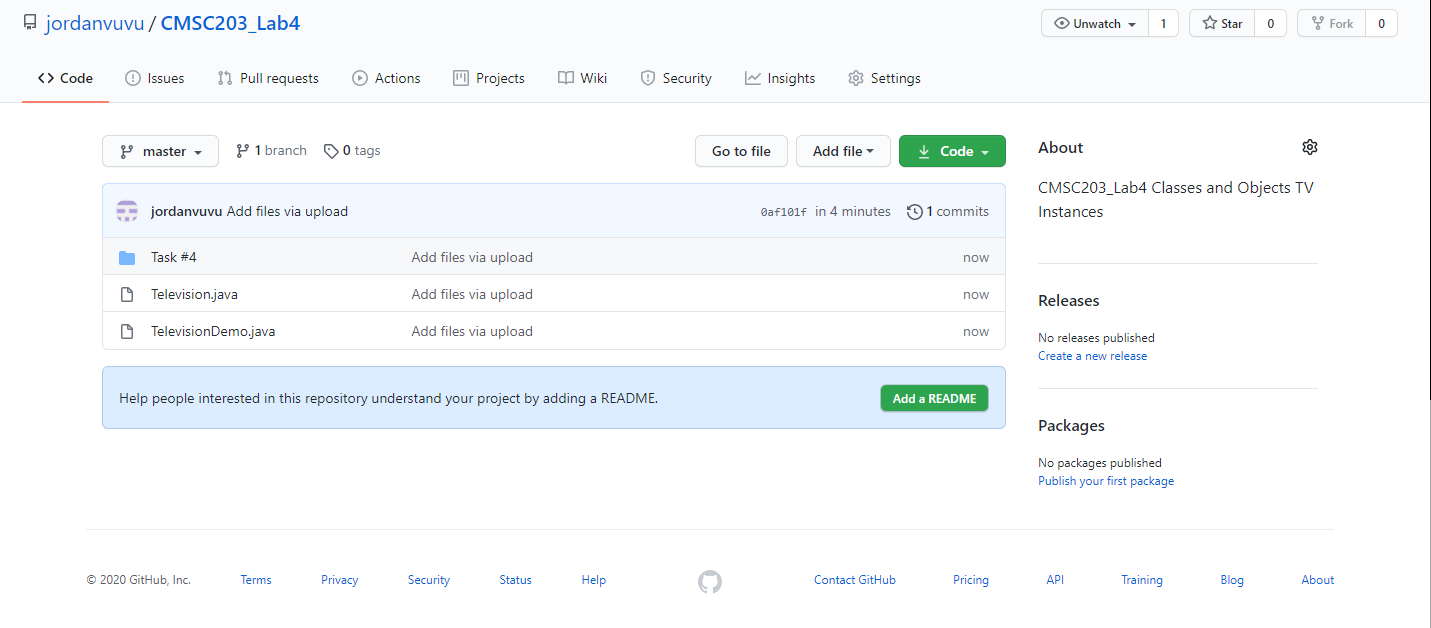 jordanvuvu / CMSC203_Lab4
Unwatch 1 Star 0 Fork 0
Code Issues Pull requests Actions Projects Wiki Security Insights Settings
master 1 branch 0 tags Go to file Add file Code
jordanvuvu Add files via upload 0af101f in 4 minutes 1 commits
Task #4 Add files via upload now
Television.java Add files via upload now
TelevisionDemo.java Add files via upload now
Help people interested in this repository understand your project by adding a README. Add a README
About
CMSC203_Lab4 Classes and Objects TV
Instances
Releases
No releases published
Create a new release
Packages
No packages published
Publish your first package
© 2020 GitHub, Inc. Terms Privacy Security Status Help Contact GitHub Pricing API Training Blog About